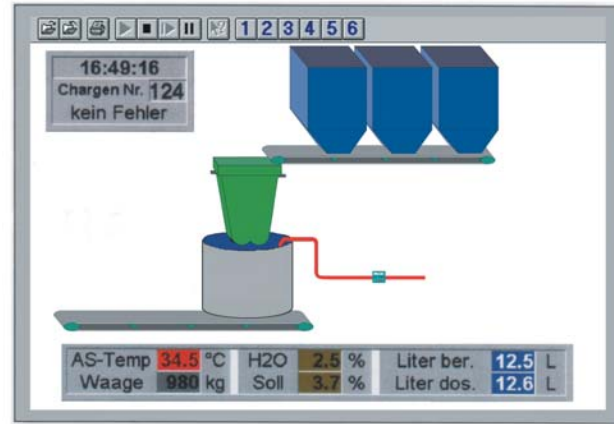 1 2 3 4 5 6
16:49:16
Chargen Nr. 124
kein Fehler
AS-Temp 34.5 °C H2O 2.5 % Liter ber. 12.5 L
Waage 980 kg Soll 3.7 % Liter dos. 12.6 L